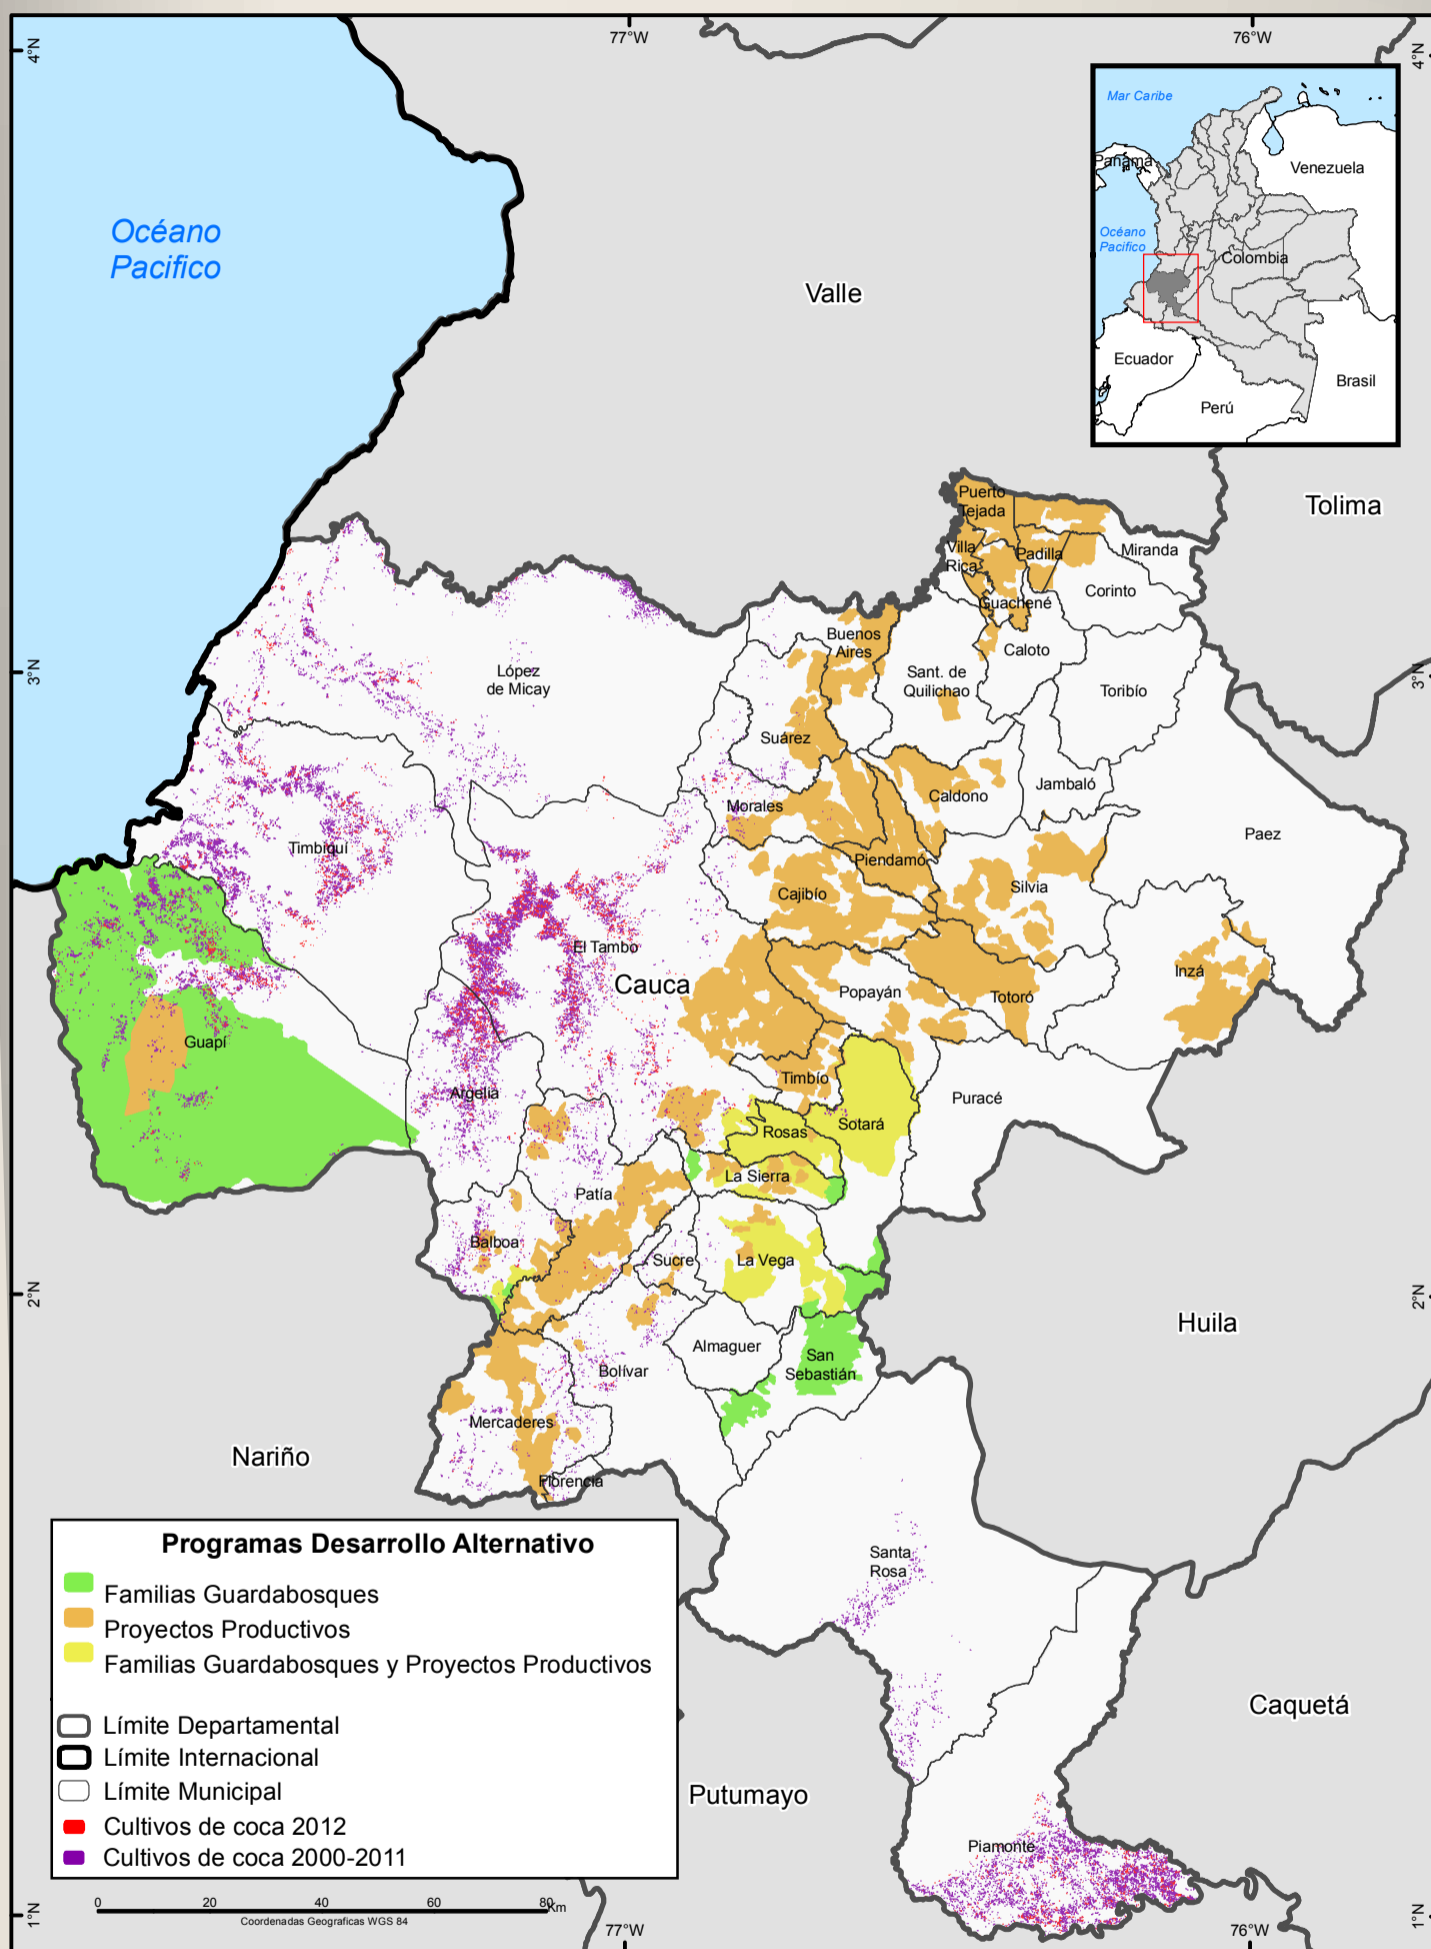 77°W
76°W
4°N
4°N
Mar Caribe
Panamá
Venezuela
Océano
Pacifico
Colombia
Ecuador
Brasil
Perú
Océano
Pacifico
Valle
Tolima
Puerto
Tejada
Villa
Rica
Padilla
Miranda
Corinto
Guachené
Buenos
Aires
Caloto
3°N
3°N
López
de Micay
Sant. de
Quilichao
Toribío
Suárez
Jambaló
Morales
Caldono
Paez
Timbiquí
Piendamó
Silvia
Cajibío
El Tambo
Inzá
Cauca
Popayán
Totoró
Guapi
Timbío
Argelia
Puracé
Rosas
Sotará
La Sierra
Patía
Balboa
Sucre
La Vega
2°N
2°N
Huila
Almaguer
San
Sebastián
Bolívar
Mercaderes
Nariño
Florencia
Programas Desarrollo Alternativo
Familias Guardabosques
Proyectos Productivos
Familias Guardabosques y Proyectos Productivos
Límite Departamental
Límite Internacional
Límite Municipal
Cultivos de coca 2012
Cultivos de coca 2000-2011
Santa
Rosa
Caquetá
Putumayo
Piamonte
0 20 40 60 80 Km
Coordenadas Geograficas WGS 84
1°N
1°N
77°W
76°W